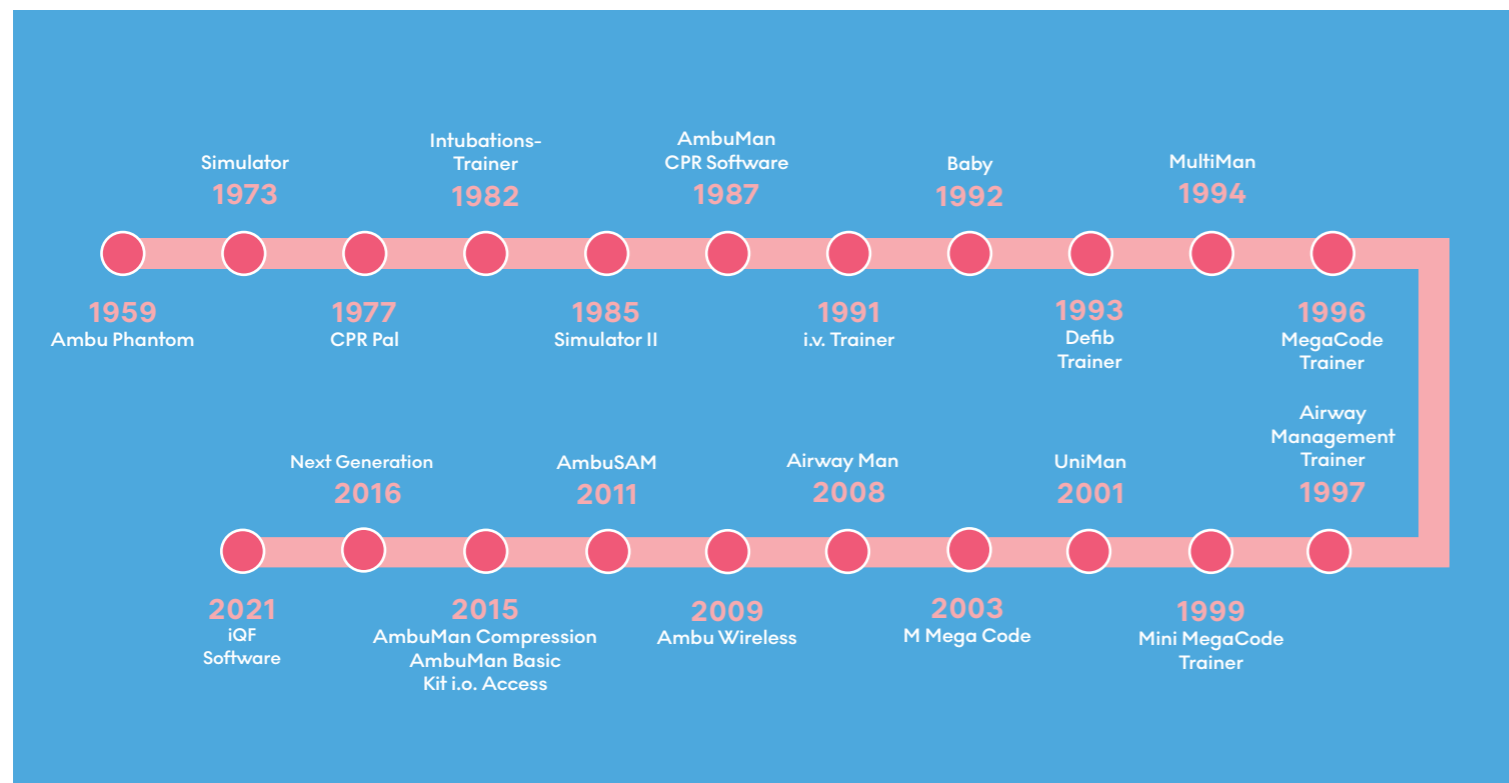 1959
Ambu Phantom
Simulator
1973
1977
CPR Pal
Intubations-
Trainer
1982
1985
Simulator II
AmbuMan
CPR Software
1987
1991
i.v. Trainer
Baby
1992
1993
Defib
Trainer
MultiMan
1994
1996
MegaCode
Trainer
Airway
Management
Trainer
1997
1999
Mini MegaCode
Trainer
UniMan
2001
2003
M Mega Code
Airway Man
2008
2009
Ambu Wireless
AmbuSAM
2011
2015
AmbuMan Compression
AmbuMan Basic
Kit i.o. Access
Next Generation
2016
2021
iQF
Software